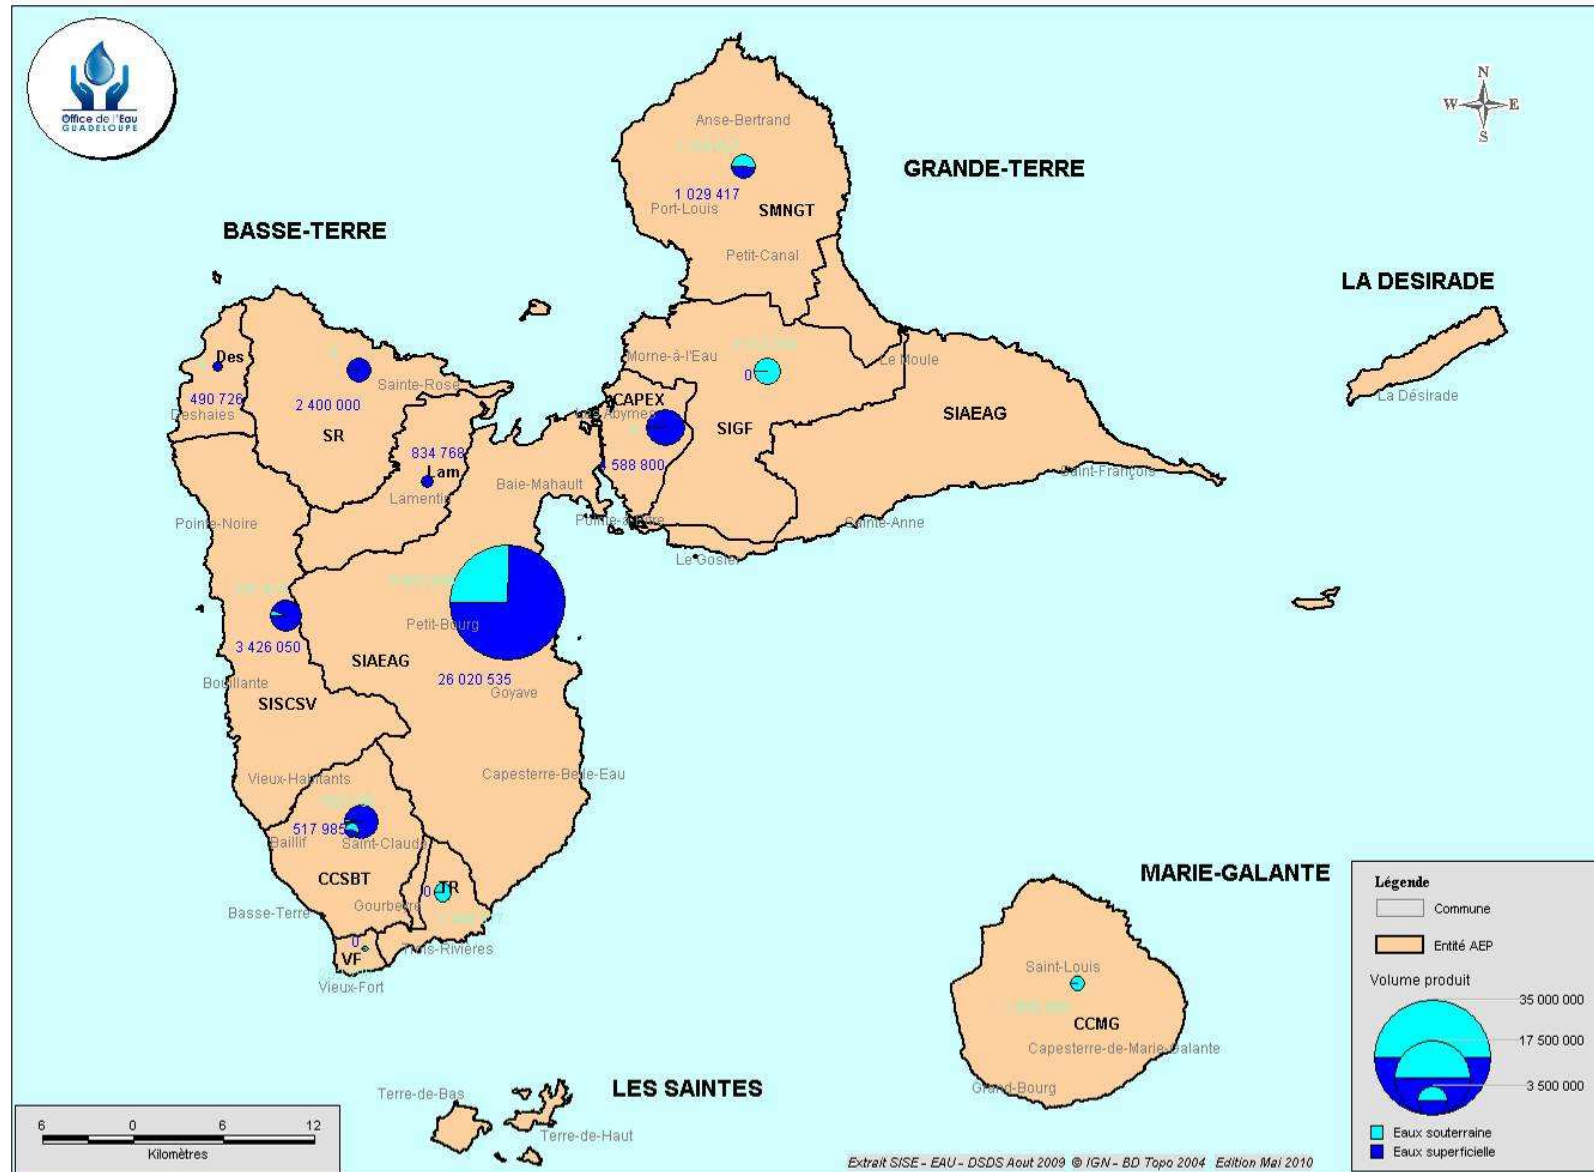 Office de l'Eau
GUADELOUPE
N
W E
S
Anse-Bertrand
GRANDE-TERRE
1 029 417
Port-Louis
SMNGT
BASSE-TERRE
Petit-Canal
LA DESIRADE
Des
Morne-à-l'Eau
Le Moule
Sainte-Rose
0
490 726
2 400 000
CAPEX
La Désirade
Deshaies
Les Abymes
SIAEAG
SR
SIGF
834 768
588 800
Lam
Saint-François
Lamentin
Baie-Mahault
Pointe-Noire
Pointe-à-Pitre
Sainte-Anne
Le Gosier
Petit-Bourg
3 426 050
SIAEAG
26 020 535
Bouillante
Goyave
SISCSV
Vieux-Habitants
Capesterre-Belle-Eau
517 985
Baillif
Saint-Claude
MARIE-GALANTE
CCSBT
0
TR
Gourbeyre
Basse-Terre
0
Trois-Rivières
VF
Vieux-Fort
Saint-Louis
CCMG
Capesterre-de-Marie-Galante
Grand-Bourg
LES SAINTES
Terre-de-Bas
Terre-de-Haut
Légende
Commune
Entité AEP
Volume produit
35 000 000
17 500 000
3 500 000
Eaux souterraine
Eaux superficielle
6 0 6 12
Kilomètres
Extrait SISE - EAU - DSDS Aout 2009 © IGN - BD Topo 2004 Edition Mai 2010